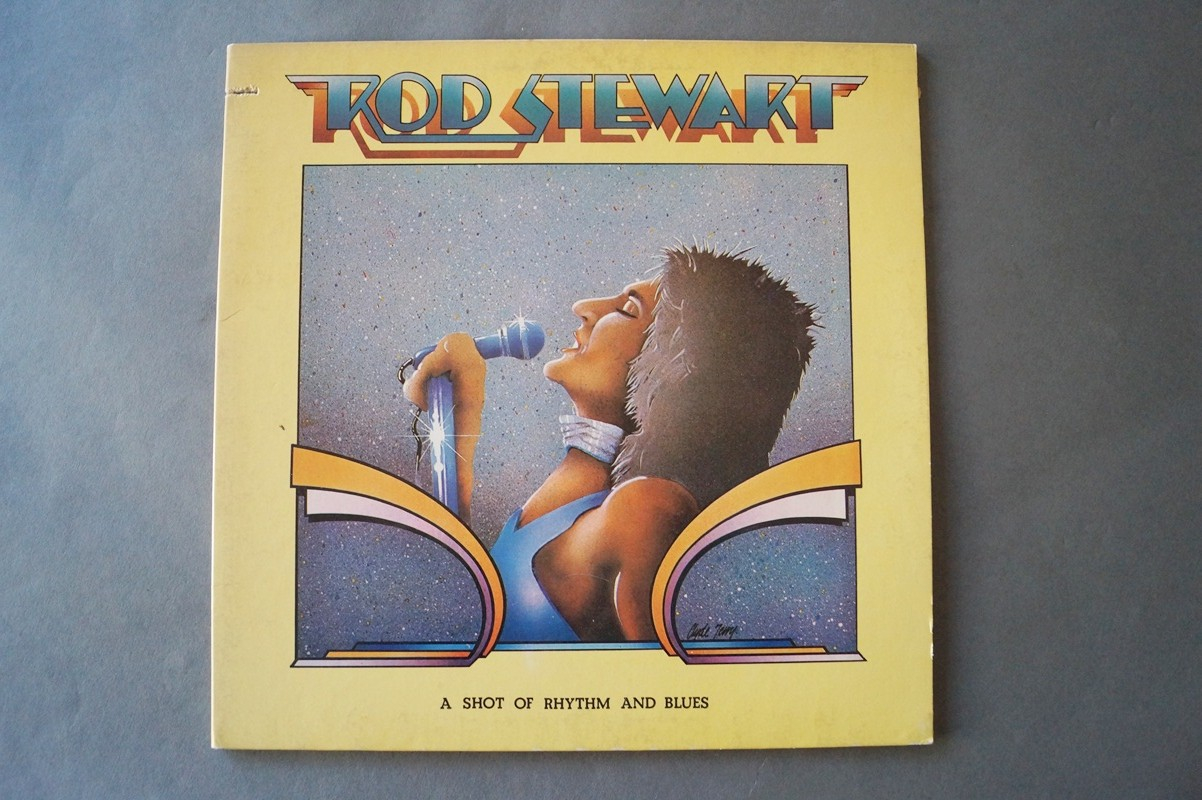 ROD STEWART
A SHOT OF RHYTHM AND BLUES